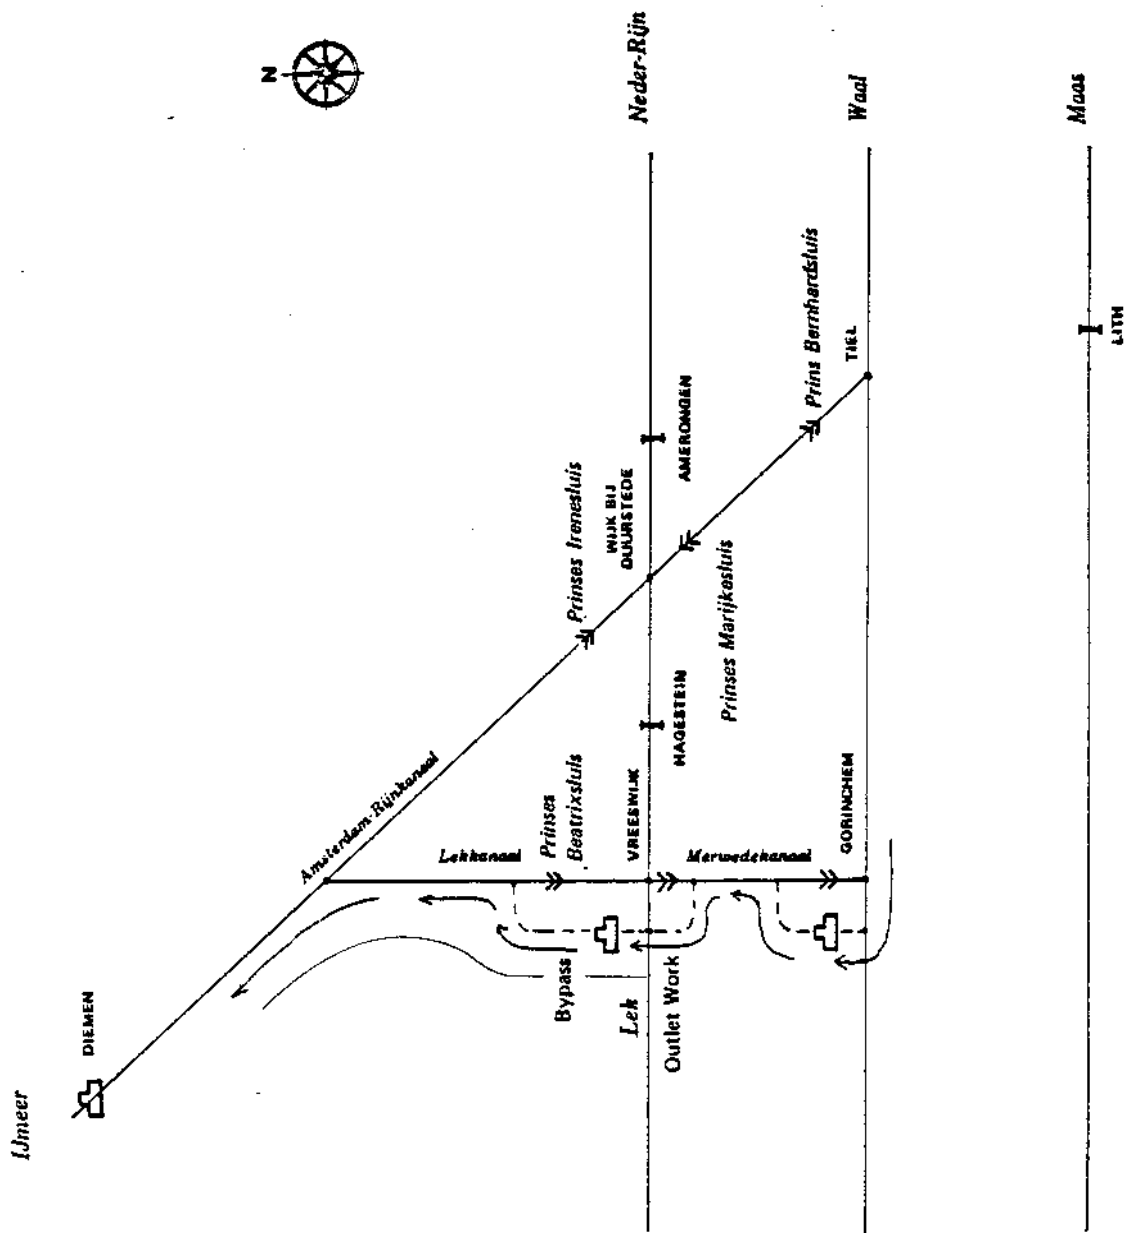 N
Neder-Rijn
Waal
Maas
IJmeer
DIEMEN
Amsterdam-Rijnkanaal
Prinses Irenesluis
WIJK BIJ
DUURSTEDE
AMERONGEN
Prins Bernhardsluis
TIEL
LITH
Prinses Marijkesluis
HAGESTEIN
Lekkanaal
Prinses
Beatrixsluis
VREESWIJK
Merwedekanaal
GORINCHEM
Bypass
Lek
Outlet Work